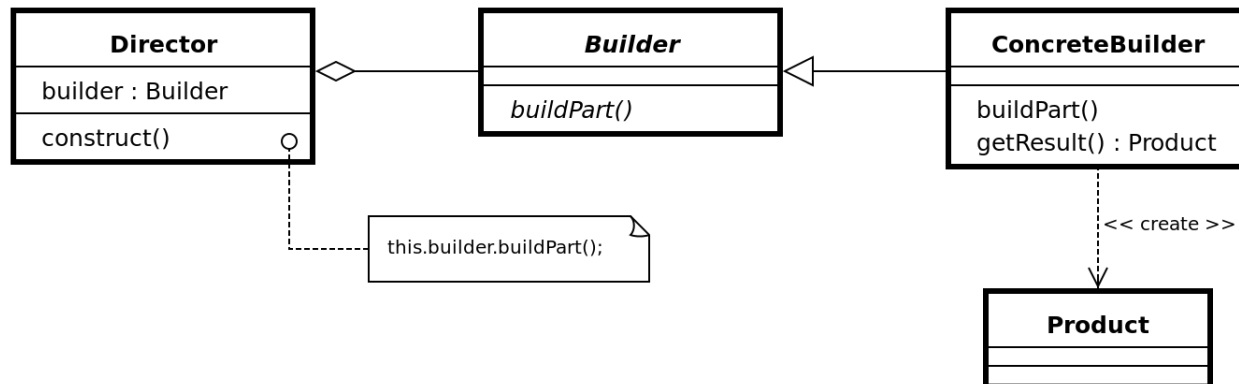 Director
builder : Builder
construct()
Builder
buildPart()
ConcreteBuilder
buildPart()
getResult() : Product
this.builder.buildPart();
<< create >>
Product